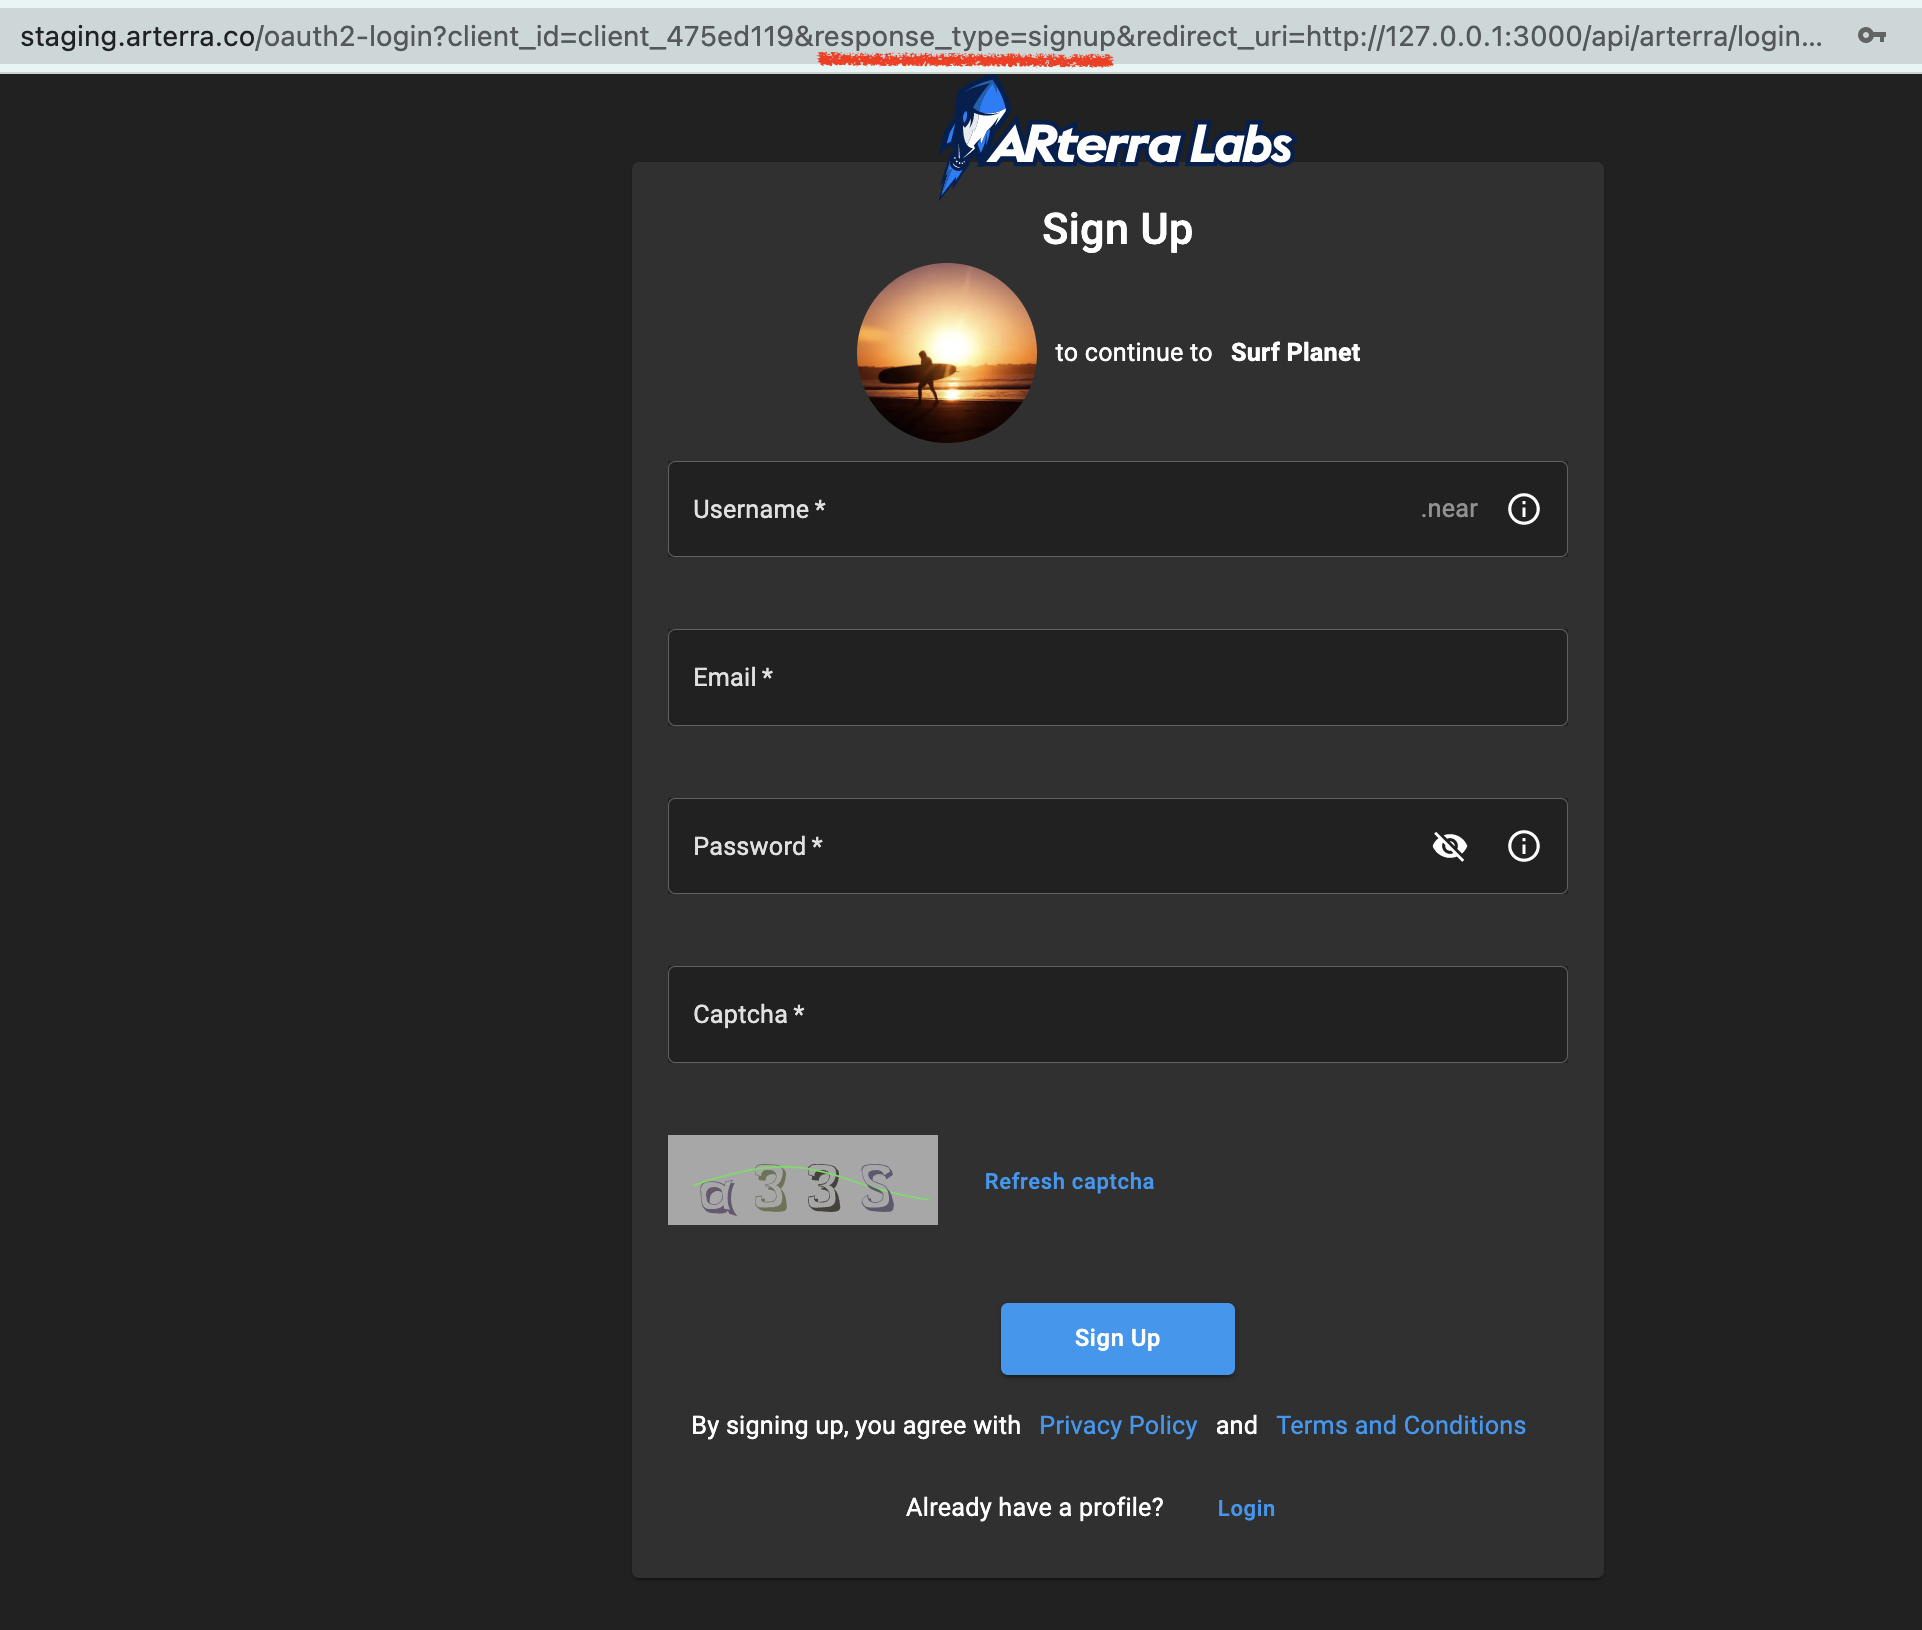 staging.arterra.co/oauth2-login?client_id=client_475ed119&response_type=signup&redirect_uri=http://127.0.0.1:3000/api/arterra/login...
ARterra Labs
Sign Up
to continue to Surf Planet
Username *
.near
Email *
Password *
Captcha *
a33S
Refresh captcha
Sign Up
By signing up, you agree with Privacy Policy and Terms and Conditions
Already have a profile? Login